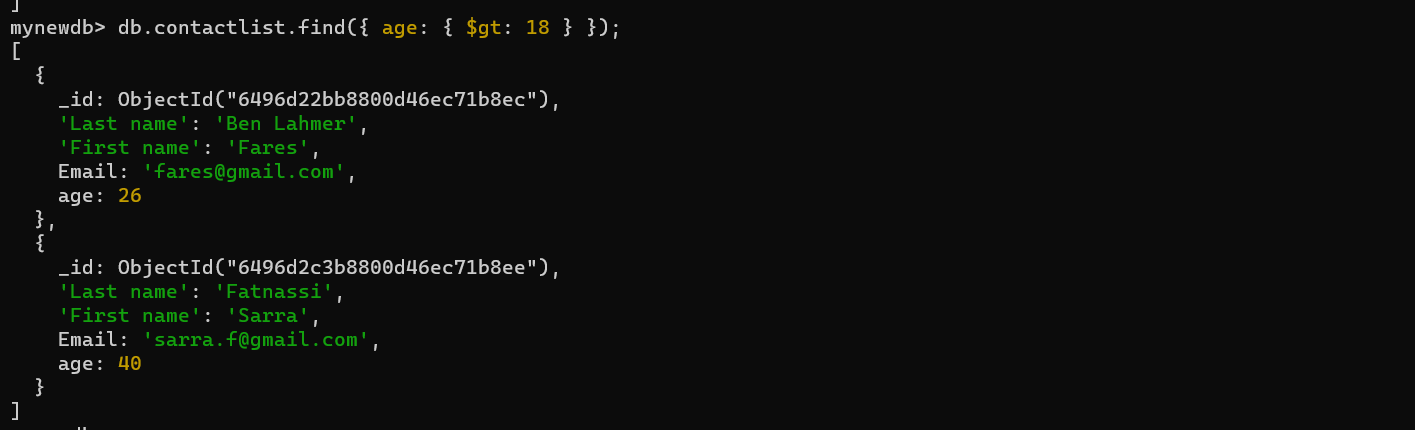 ]
mynewdb> db.contactlist.find({ age: { $gt: 18 } });
[
  {
    _id: ObjectId("6496d22bb8800d46ec71b8ec"),
    'Last name': 'Ben Lahmer',
    'First name': 'Fares',
    Email: 'fares@gmail.com',
    age: 26
  },
  {
    _id: ObjectId("6496d2c3b8800d46ec71b8ee"),
    'Last name': 'Fatnassi',
    'First name': 'Sarra',
    Email: 'sarra.f@gmail.com',
    age: 40
  }
]